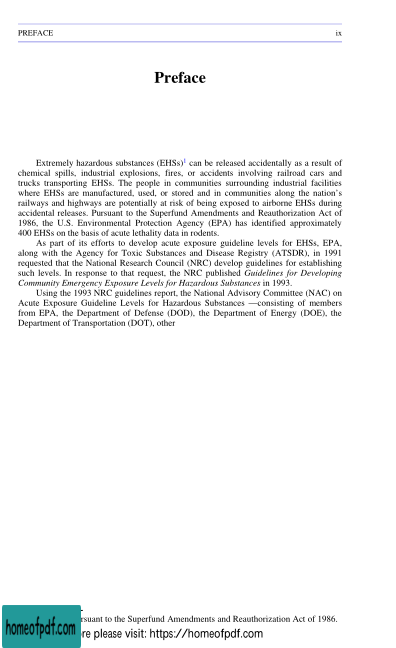 PREFACE ix
Preface
Extremely hazardous substances (EHSs)1 can be released accidentally as a result of
chemical spills, industrial explosions, fires, or accidents involving railroad cars and
trucks transporting EHSs. The people in communities surrounding industrial facilities
where EHSs are manufactured, used, or stored and in communities along the nation's
railways and highways are potentially at risk of being exposed to airborne EHSs during
accidental releases. Pursuant to the Superfund Amendments and Reauthorization Act of
1986, the U.S. Environmental Protection Agency (EPA) has identified approximately
400 EHSs on the basis of acute lethality data in rodents.
As part of its efforts to develop acute exposure guideline levels for EHSs, EPA,
along with the Agency for Toxic Substances and Disease Registry (ATSDR), in 1991
requested that the National Research Council (NRC) develop guidelines for establishing
such levels. In response to that request, the NRC published Guidelines for Developing
Community Emergency Exposure Levels for Hazardous Substances in 1993.
Using the 1993 NRC guidelines report, the National Advisory Committee (NAC) on
Acute Exposure Guideline Levels for Hazardous Substances —consisting of members
from EPA, the Department of Defense (DOD), the Department of Energy (DOE), the
Department of Transportation (DOT), other
rsuant to the Superfund Amendments and Reauthorization Act of 1986.
homeofpdf.com re please visit: https://homeofpdf.com